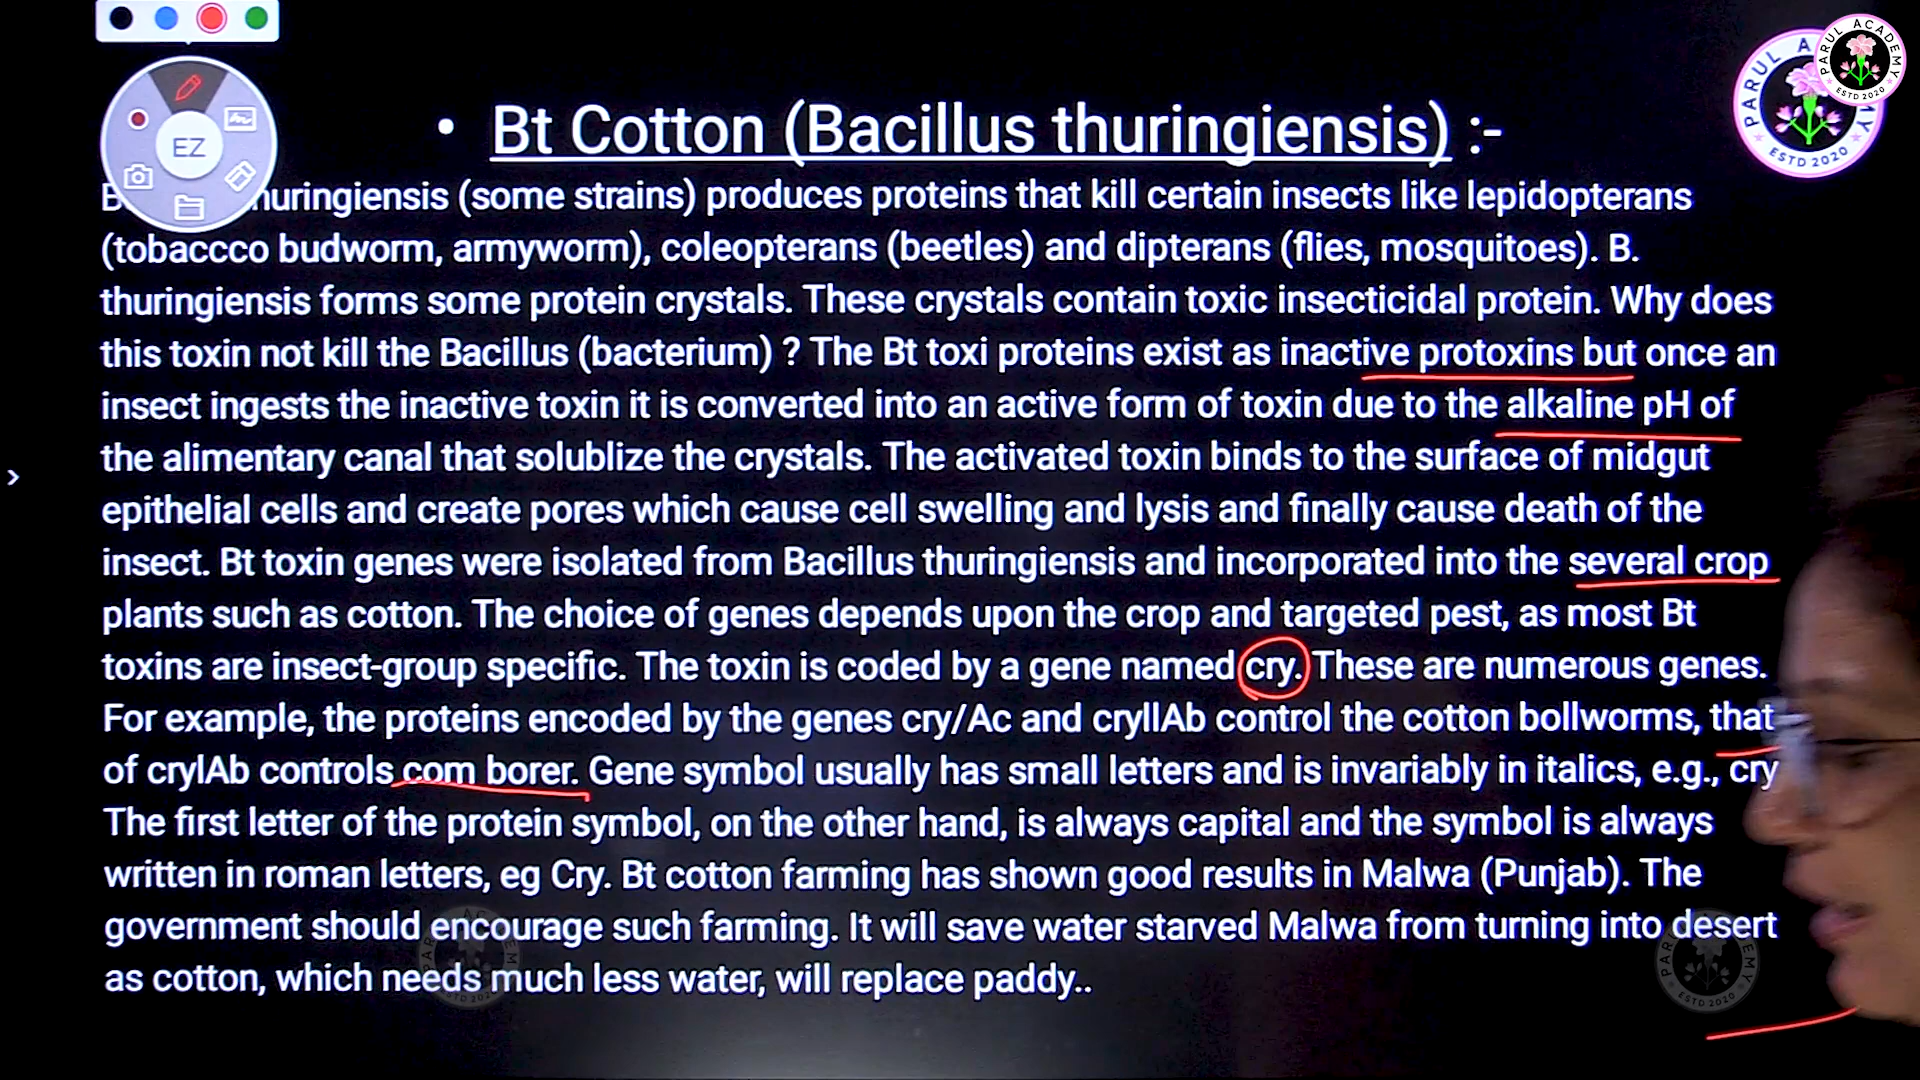 PARUL ACADEMY
ESTD 2020
PARUL A MY
ESTD 2020
EZ
• Bt Cotton (Bacillus thuringiensis) :-
huringiensis (some strains) produces proteins that kill certain insects like lepidopterans
(tobaccco budworm, armyworm), coleopterans (beetles) and dipterans (flies, mosquitoes). B.
thuringiensis forms some protein crystals. These crystals contain toxic insecticidal protein. Why does
this toxin not kill the Bacillus (bacterium) ? The Bt toxi proteins exist as inactive protoxins but once an
insect ingests the inactive toxin it is converted into an active form of toxin due to the alkaline pH of
the alimentary canal that solublize the crystals. The activated toxin binds to the surface of midgut
epithelial cells and create pores which cause cell swelling and lysis and finally cause death of the
insect. Bt toxin genes were isolated from Bacillus thuringiensis and incorporated into the several crop
plants such as cotton. The choice of genes depends upon the crop and targeted pest, as most Bt
toxins are insect-group specific. The toxin is coded by a gene named cry. These are numerous genes.
For example, the proteins encoded by the genes cry/Ac and cryllAb control the cotton bollworms, that
of crylAb controls com borer. Gene symbol usually has small letters and is invariably in italics, e.g., cry
The first letter of the protein symbol, on the other hand, is always capital and the symbol is always
written in roman letters, eg Cry. Bt cotton farming has shown good results in Malwa (Punjab). The
government should encourage such farming. It will save water starved Malwa from turning into desert
as cotton, which needs much less water, will replace paddy..